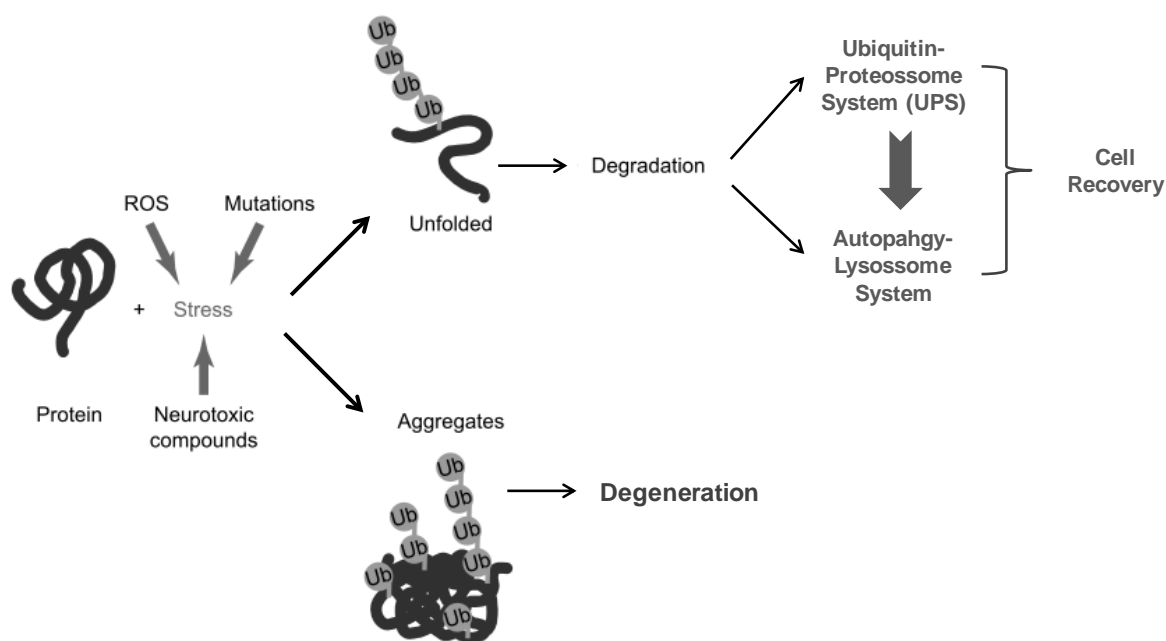 Ub
Ub
Ub
Ub
Unfolded
Degradation
Ubiquitin-
Proteossome
System (UPS)
Autopahgy-
Lysossome
System
Cell
Recovery
ROS
Mutations
+
Stress
Protein
Neurotoxic
compounds
Aggregates
Ub
Ub
Ub
Ub
Ub
Ub
Ub
Ub
Degeneration